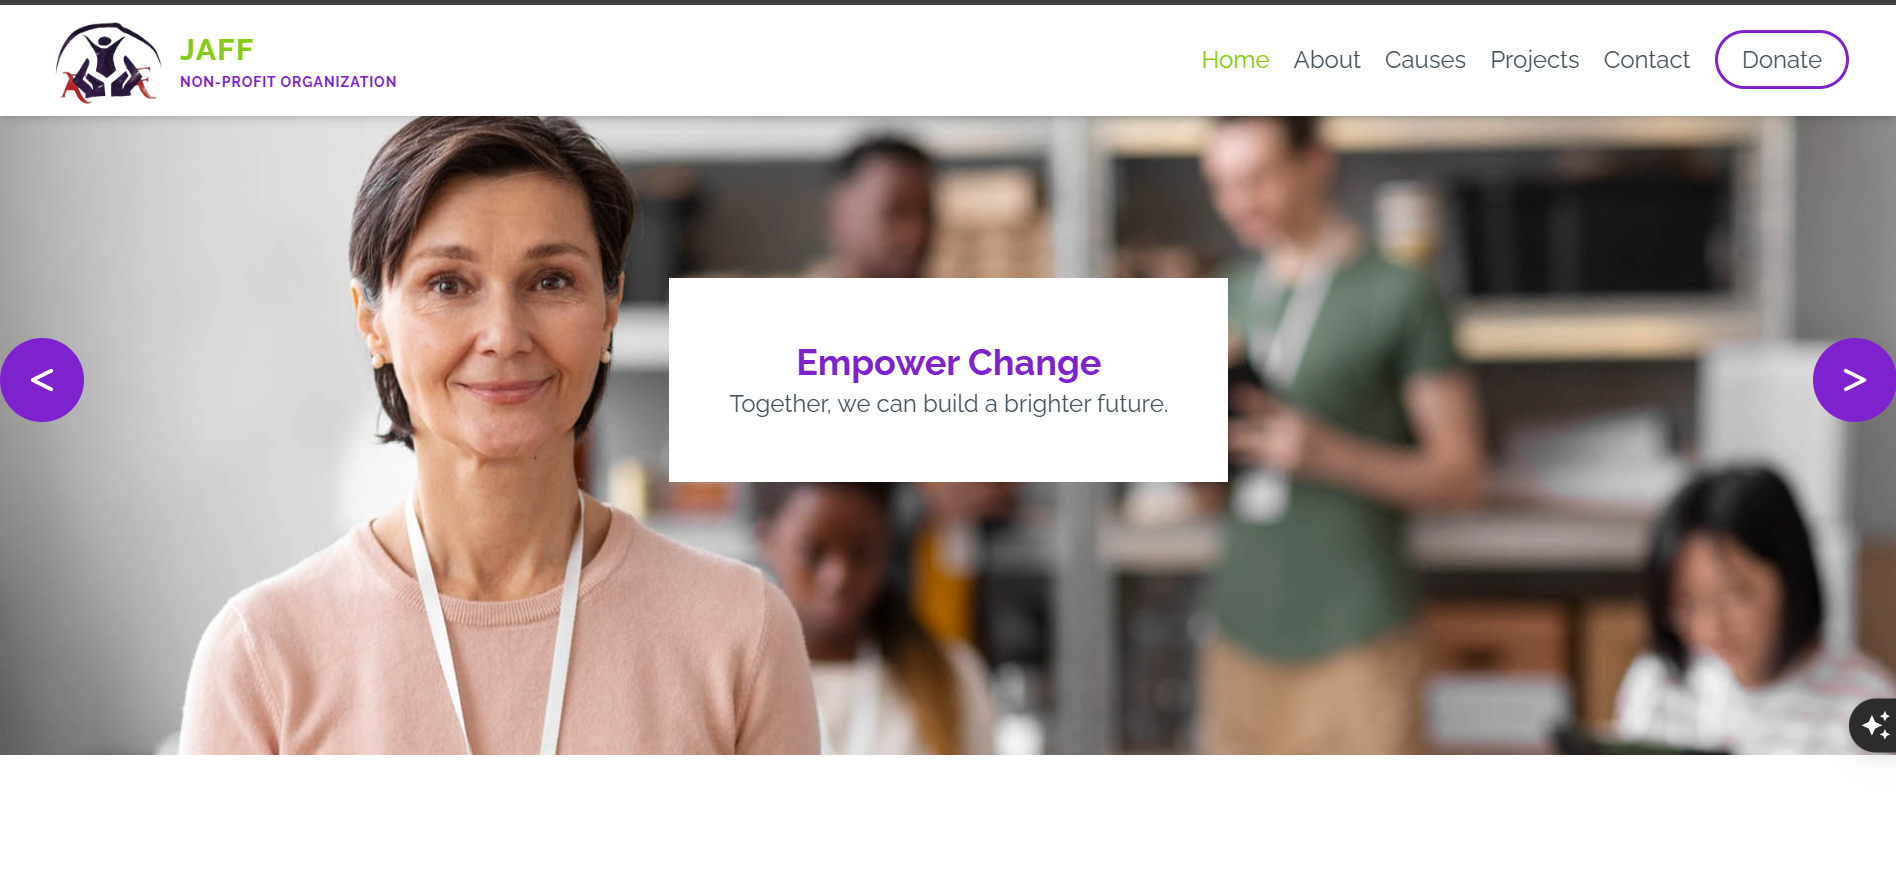 JAFF
NON-PROFIT ORGANIZATION
Home About Causes Projects Contact Donate
Empower Change
Together, we can build a brighter future.
< >